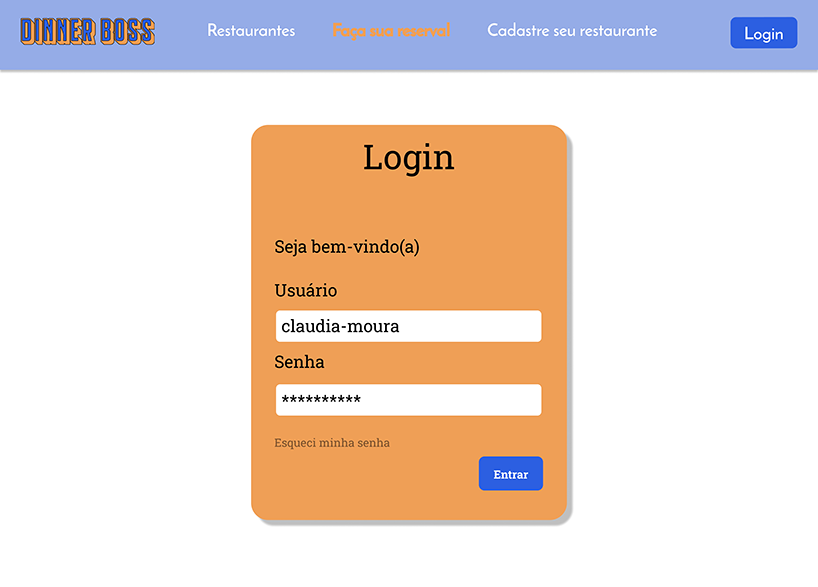 DINNER BOSS
Restaurantes
Faça sua reserva!
Cadastre seu restaurante
Login
Login
Seja bem-vindo(a)
Usuário
claudia-moura
Senha
**********
Esqueci minha senha
Entrar